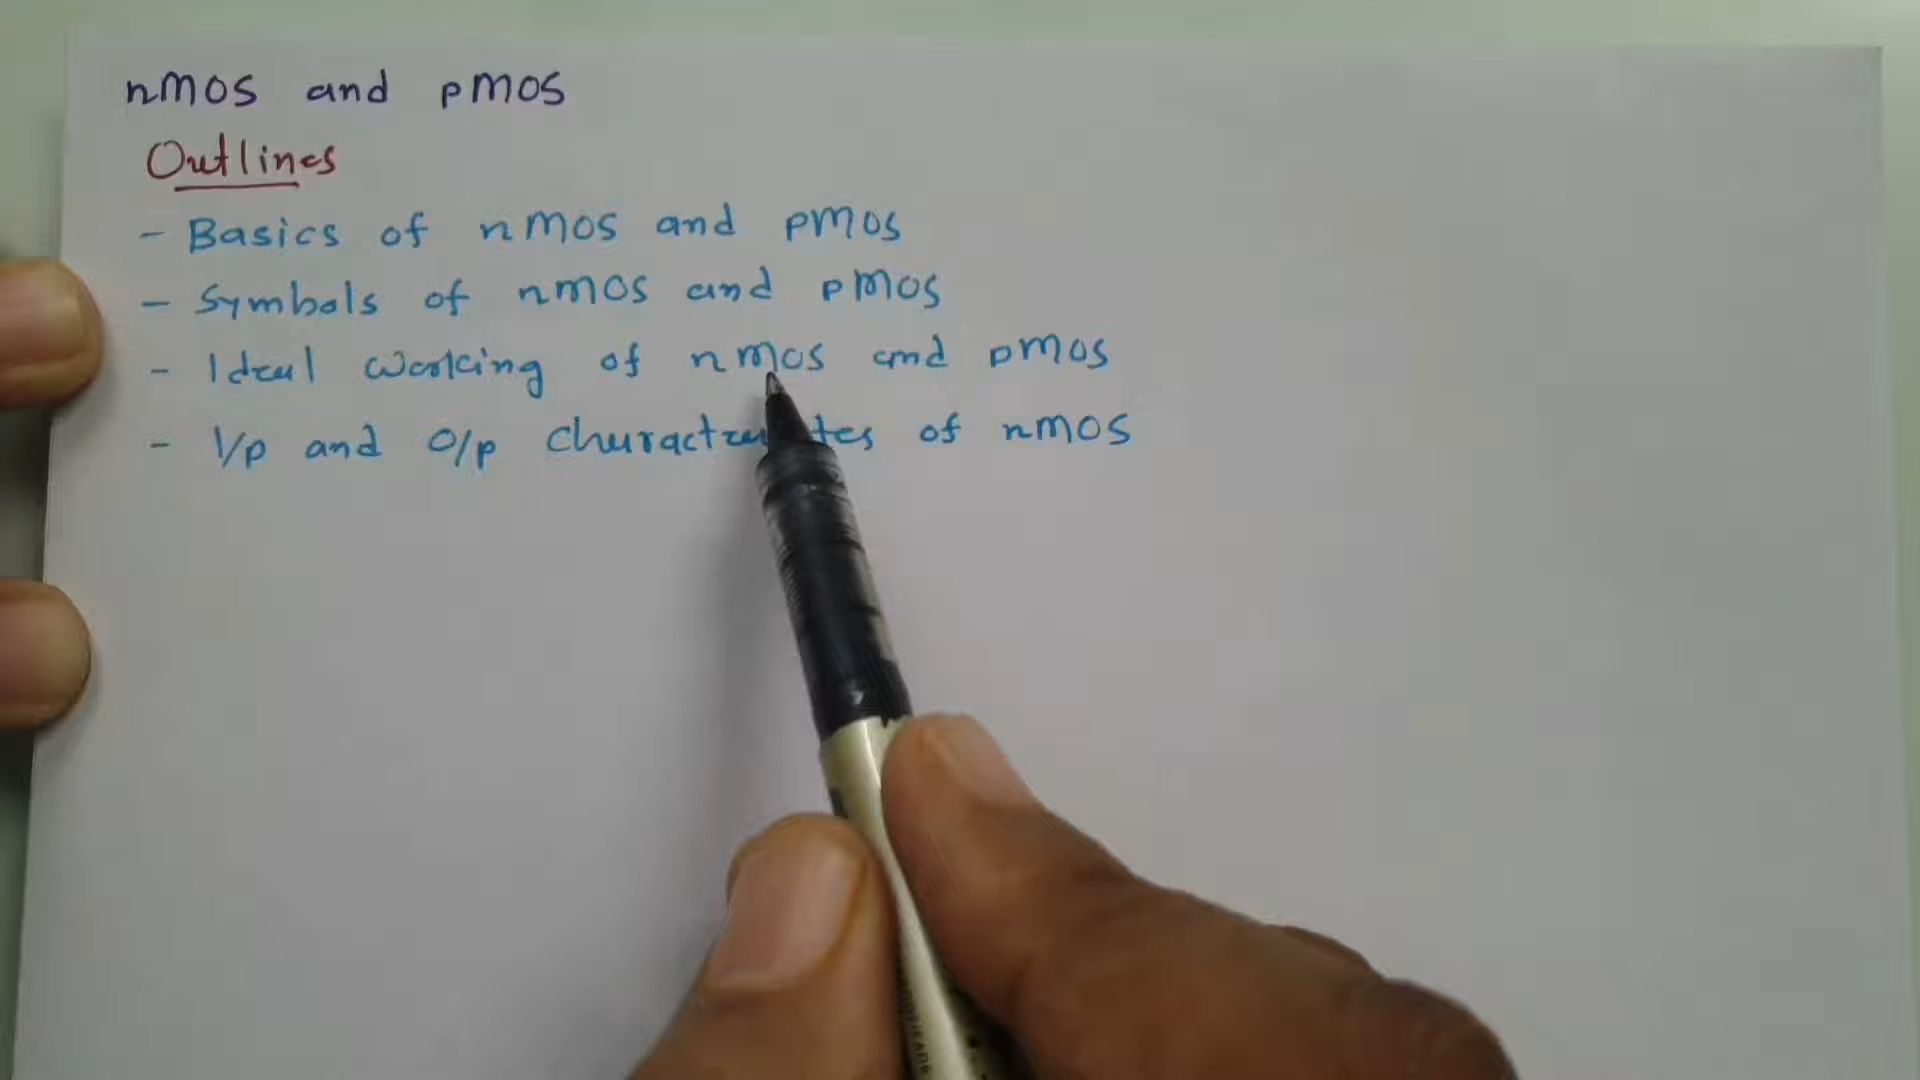 nMOS and pMOS
Outlines
- Basics of nMOS and pMOS
- Symbols of nMOS and pMOS
- Ideal working of nMOS and pMOS
- I/p and O/p of nMOS